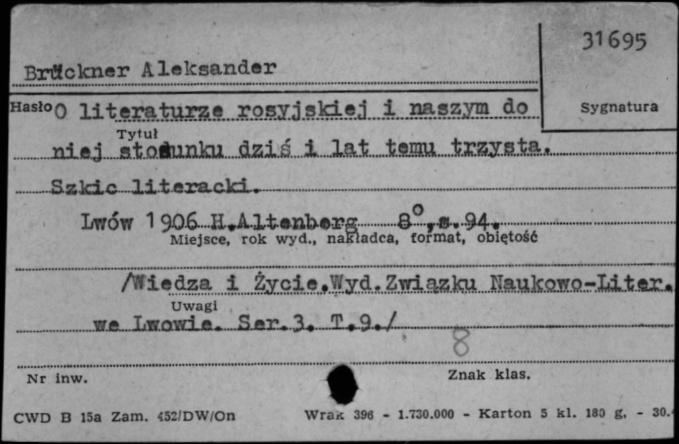 31695
Brückner Aleksander
Hasło O literaturze rosyjskiej i naszym do
Sygnatura
Tytuł
niej stosunku dziś i lat temu trzysta.
Szkic literacki.
Lwów 1906 H.Altenberg 8°,s.94.
Miejsce, rok wyd., nakładca, format, objętość
/Wiedza i Życie.Wyd.Związku Naukowo-Liter.
Uwagi
we Lwowie. Ser.3. T.9./
8
Nr inw.
Znak klas.
CWD B 15a Zam. 452/DW/On Wrak 396 - 1.730.000 - Karton 5 kl. 180 g. - 30.